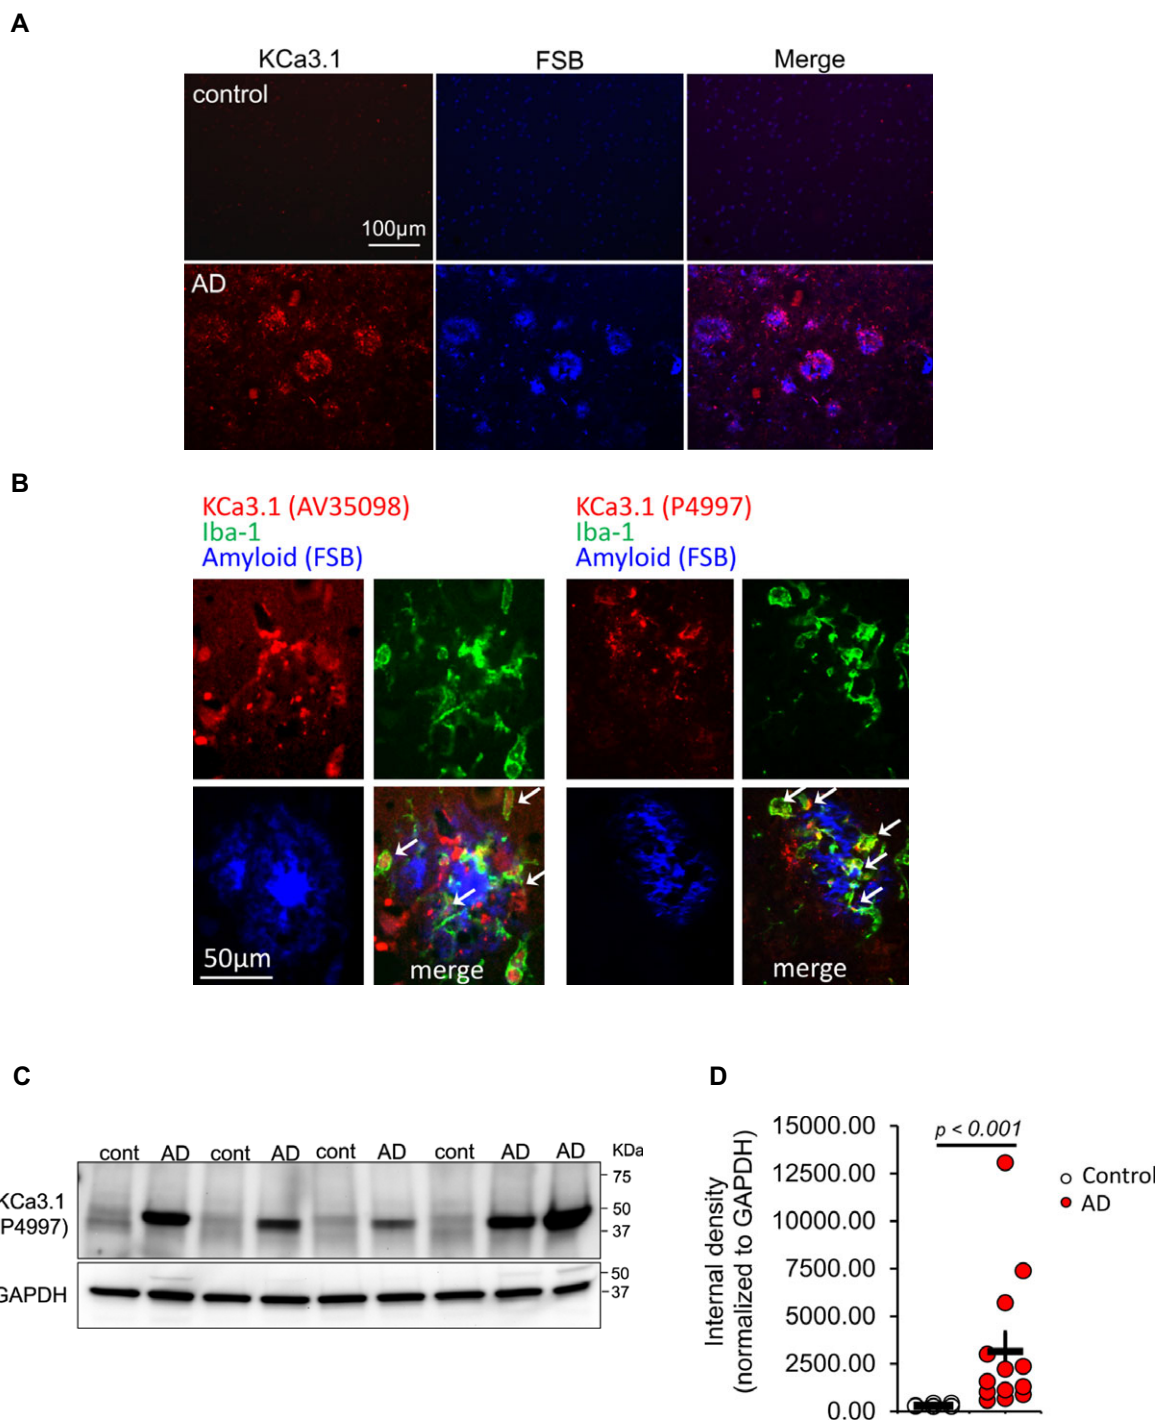 A
KCa3.1 FSB Merge
control
100μm
AD
B
KCa3.1 (AV35098)
Iba-1
Amyloid (FSB)
KCa3.1 (P4997)
Iba-1
Amyloid (FSB)
50μm
merge
merge
C
cont AD cont AD cont AD cont AD AD KDa
KCa3.1
(P4997)
75
50
37
GAPDH
50
37
D
Internal density
(normalized to GAPDH)
15000.00
12500.00
10000.00
7500.00
5000.00
2500.00
0.00
p < 0.001
Control
AD